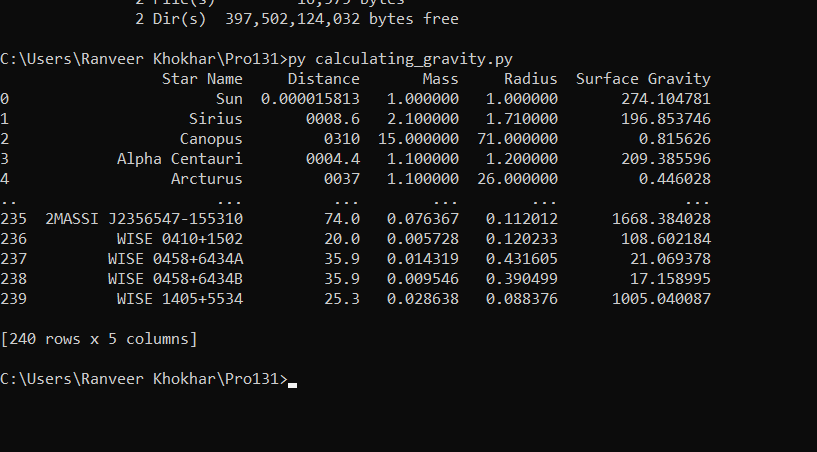 2 File(s) 16,979 bytes
2 Dir(s) 397,502,124,032 bytes free
C:\Users\Ranveer Khokhar\Pro131>py calculating_gravity.py
Star Name Distance Mass Radius Surface Gravity
0 Sun 0.000015813 1.000000 1.000000 274.104781
1 Sirius 0008.6 2.100000 1.710000 196.853746
2 Canopus 0310 15.000000 71.000000 0.815626
3 Alpha Centauri 0004.4 1.100000 1.200000 209.385596
4 Arcturus 0037 1.100000 26.000000 0.446028
.. ... ... ... ... ...
235 2MASSI J2356547-155310 74.0 0.076367 0.112012 1668.384028
236 WISE 0410+1502 20.0 0.005728 0.120233 108.602184
237 WISE 0458+6434A 35.9 0.014319 0.431605 21.069378
238 WISE 0458+6434B 35.9 0.009546 0.390499 17.158995
239 WISE 1405+5534 25.3 0.028638 0.088376 1005.040087
[240 rows x 5 columns]
C:\Users\Ranveer Khokhar\Pro131>